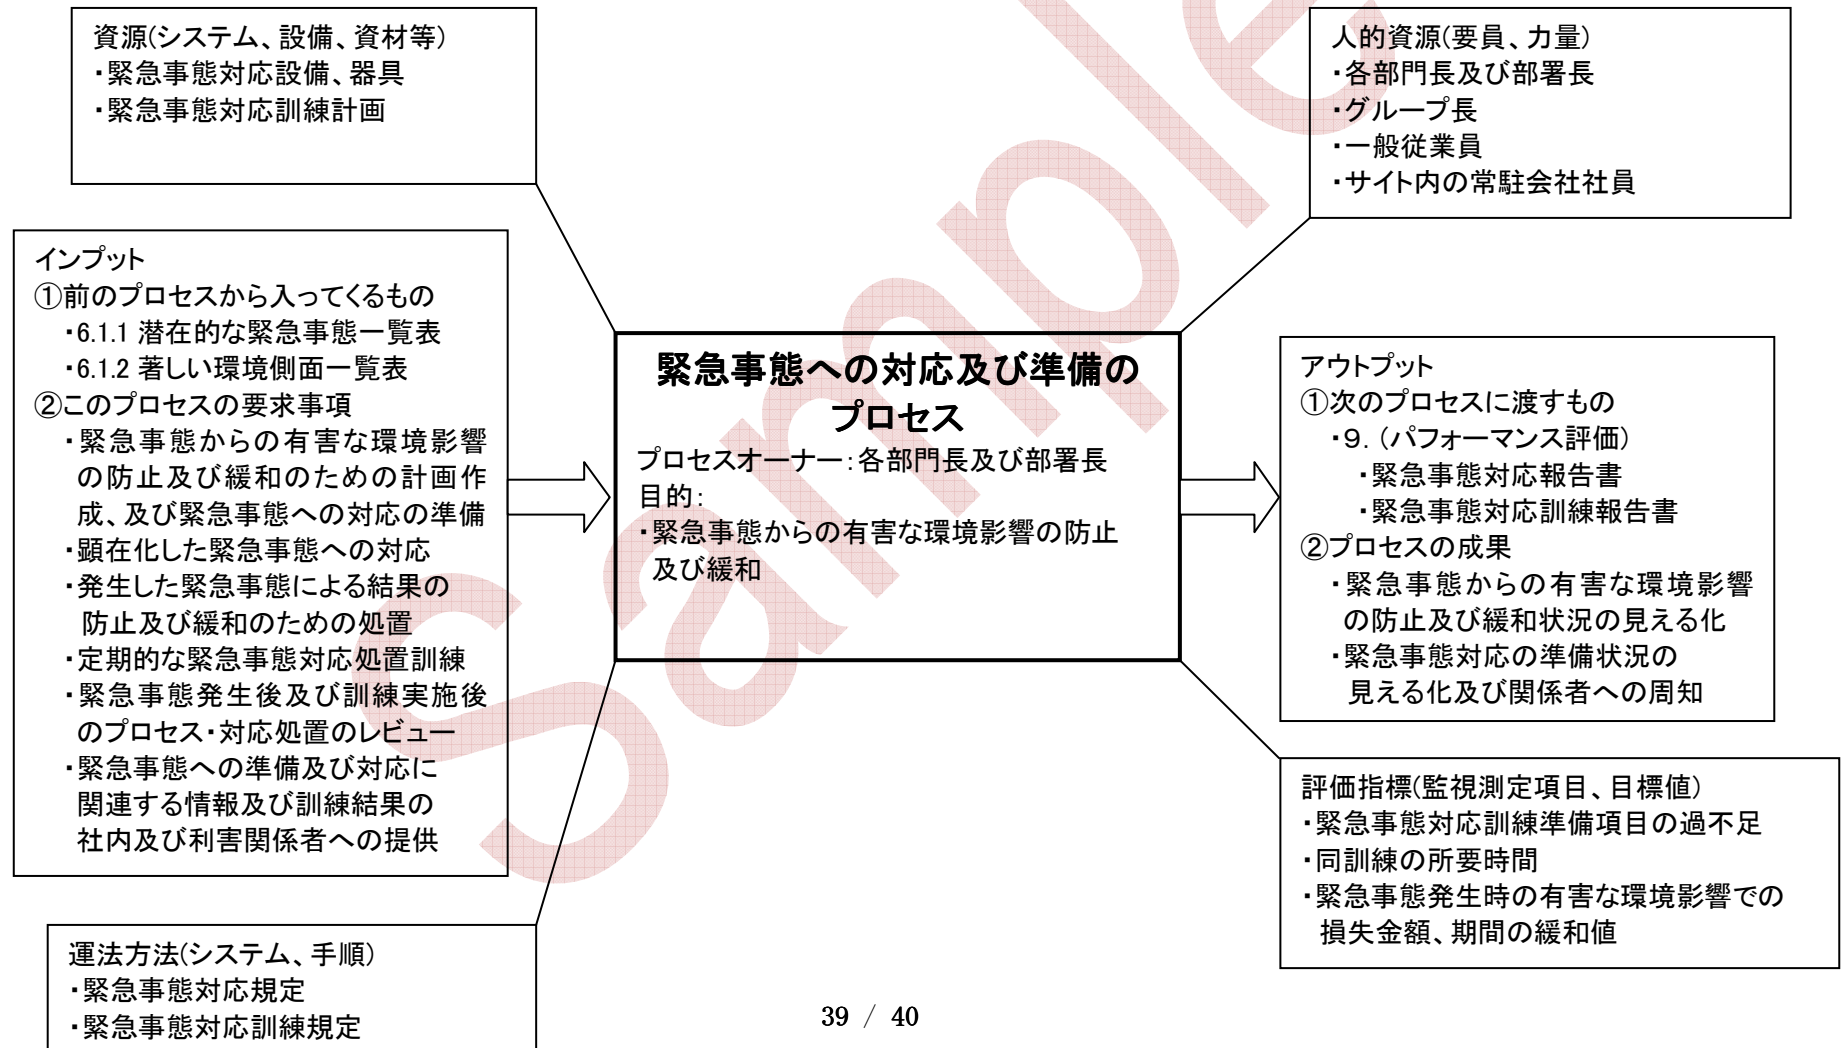 資源(システム、設備、資材等)
・緊急事態対応設備、器具
・緊急事態対応訓練計画
人的資源(要員、力量)
・各部門長及び部署長
・グループ長
・一般従業員
・サイト内の常駐会社社員
インプット
①前のプロセスから入ってくるもの
・6.1.1 潜在的な緊急事態一覧表
・6.1.2 著しい環境側面一覧表
②このプロセスの要求事項
・緊急事態からの有害な環境影響
の防止及び緩和のための計画作
成、及び緊急事態への対応の準備
・顕在化した緊急事態への対応
・発生した緊急事態による結果の
防止及び緩和のための処置
・定期的な緊急事態対応処置訓練
・緊急事態発生後及び訓練実施後
のプロセス・対応処置のレビュー
・緊急事態への準備及び対応に
関連する情報及び訓練結果の
社内及び利害関係者への提供
緊急事態への対応及び準備の
プロセス
プロセスオーナー：各部門長及び部署長
目的：
・緊急事態からの有害な環境影響の防止
及び緩和
アウトプット
①次のプロセスに渡すもの
・９．（パフォーマンス評価）
・緊急事態対応報告書
・緊急事態対応訓練報告書
②プロセスの成果
・緊急事態からの有害な環境影響
の防止及び緩和状況の見える化
・緊急事態対応の準備状況の
見える化及び関係者への周知
評価指標(監視測定項目、目標値)
・緊急事態対応訓練準備項目の過不足
・同訓練の所要時間
・緊急事態発生時の有害な環境影響での
損失金額、期間の緩和値
運法方法(システム、手順)
・緊急事態対応規定
・緊急事態対応訓練規定
39 / 40
Sample